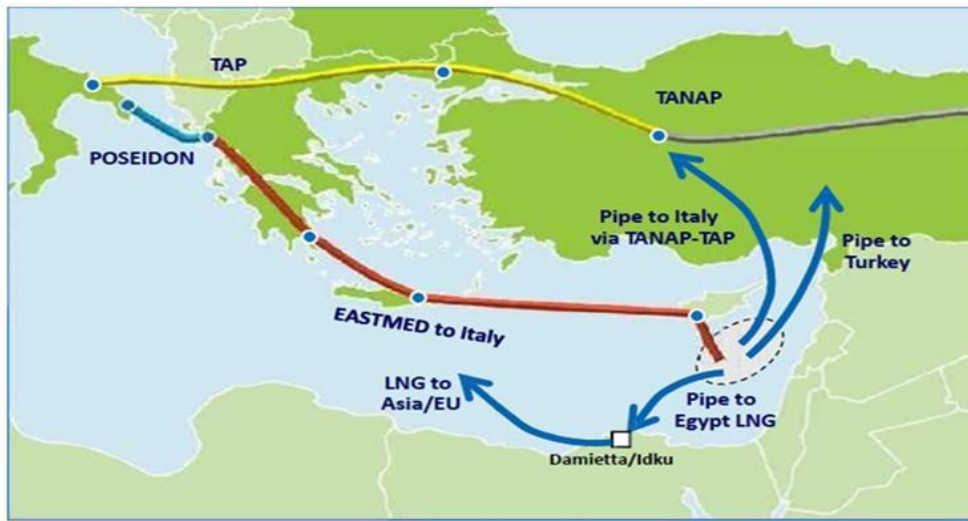 TAP
TANAP
POSEIDON
Pipe to Italy
via TANAP-TAP
Pipe to
Turkey
EASTMED to Italy
LNG to
Asia/EU
Pipe to
Egypt LNG
Damietta/Idku